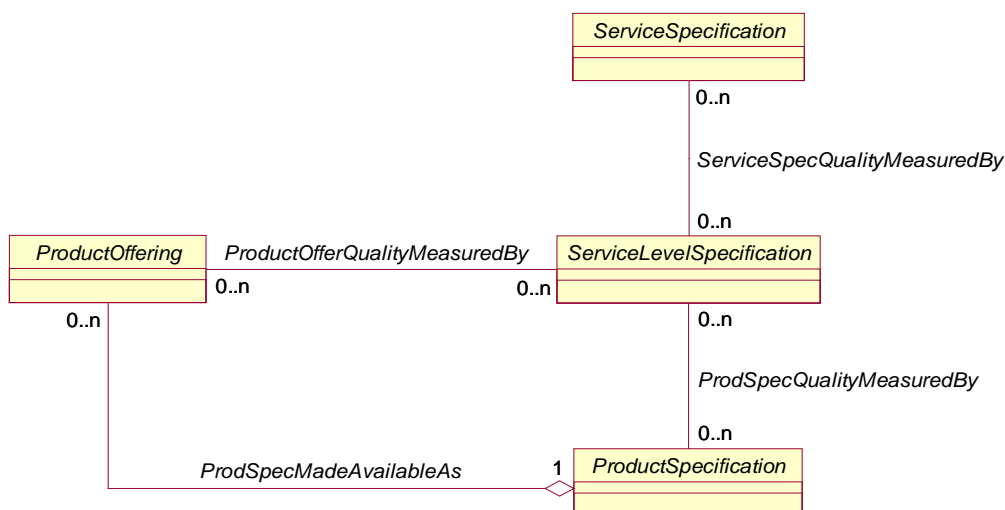 ServiceSpecification
0..n
ServiceSpecQualityMeasuredBy
0..n
ProductOffering
ProductOfferQualityMeasuredBy
ServiceLevelSpecification
0..n
0..n
0..n
0..n
ProdSpecQualityMeasuredBy
0..n
ProdSpecMadeAvailableAs
1
ProductSpecification